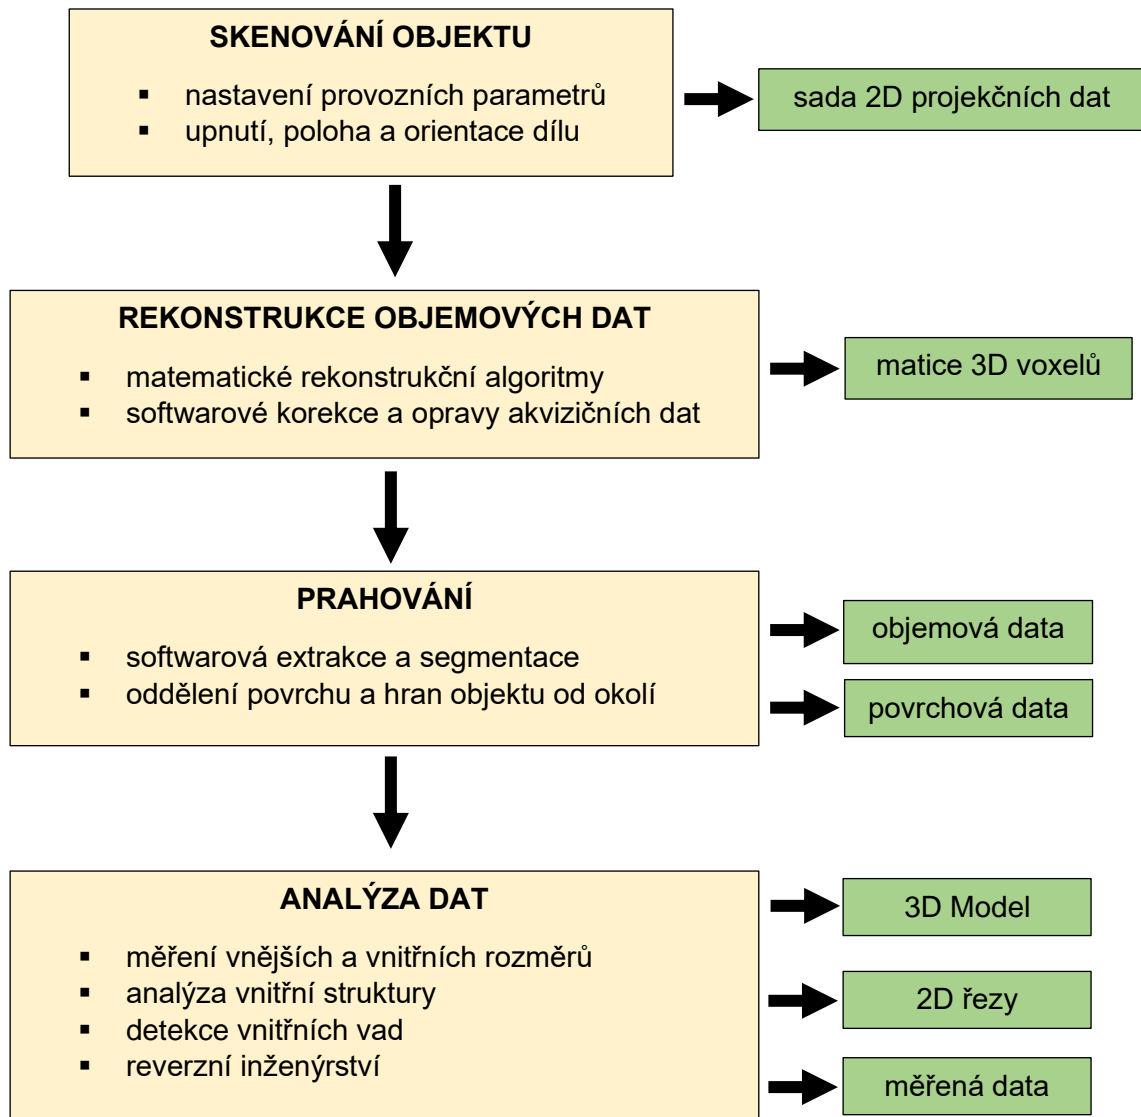 SKENOVÁNÍ OBJEKTU
▪ nastavení provozních parametrů
▪ upnutí, poloha a orientace dílu
sada 2D projekčních dat
REKONSTRUKCE OBJEMOVÝCH DAT
▪ matematické rekonstrukční algoritmy
▪ softwarové korekce a opravy akvizičních dat
matice 3D voxelů
PRAHOVÁNÍ
▪ softwarová extrakce a segmentace
▪ oddělení povrchu a hran objektu od okolí
objemová data
povrchová data
ANALÝZA DAT
▪ měření vnějších a vnitřních rozměrů
▪ analýza vnitřní struktury
▪ detekce vnitřních vad
▪ reverzní inženýrství
3D Model
2D řezy
měřená data